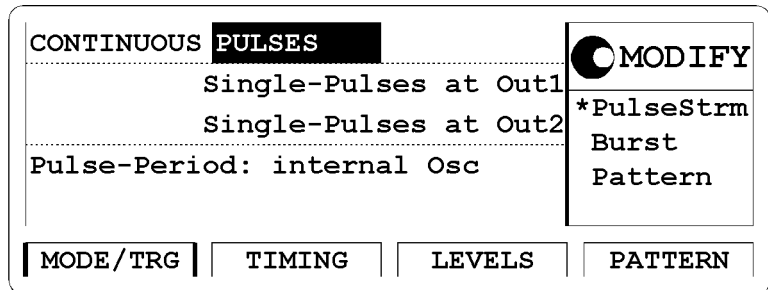 CONTINUOUS PULSES
Single-Pulses at Out1
Single-Pulses at Out2
Pulse-Period: internal Osc
MODIFY
*PulseStrm
Burst
Pattern
MODE/TRG
TIMING
LEVELS
PATTERN